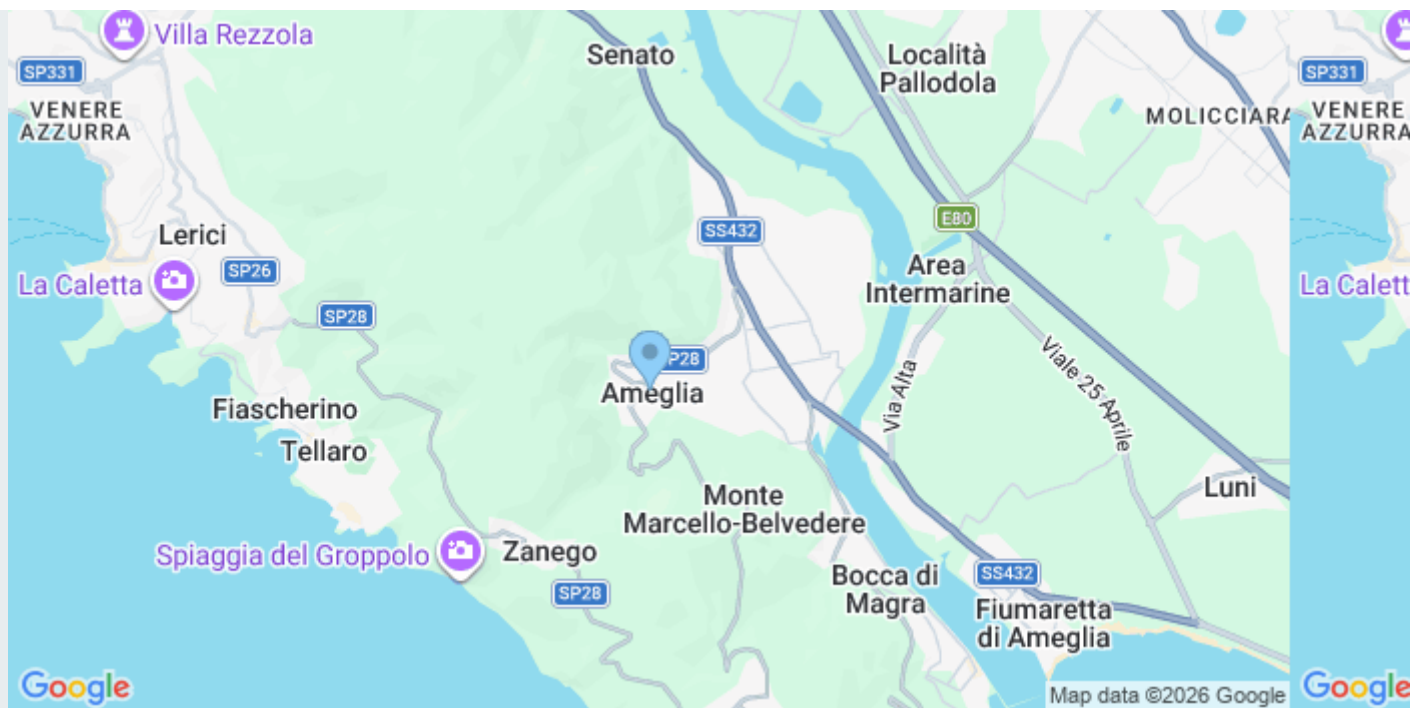 Villa Rezzola
Senato
Località
Pallodola
SP331
SP331
VENERE
AZZURRA
MOLICCIARA
VENERE
AZZURRA
E80
SS432
Lerici
SP26
Area
Intermarine
La Caletta
La Calett
SP28
SP28
Ameglia
Via Alta
Viale 25 Aprile
Fiascherino
Tellaro
Luni
Monte
Marcello-Belvedere
Spiaggia del Groppolo
Zanego
SP28
Bocca di
Magra
SS432
Fiumaretta
di Ameglia
Google
Map data ©2026 Google
Google